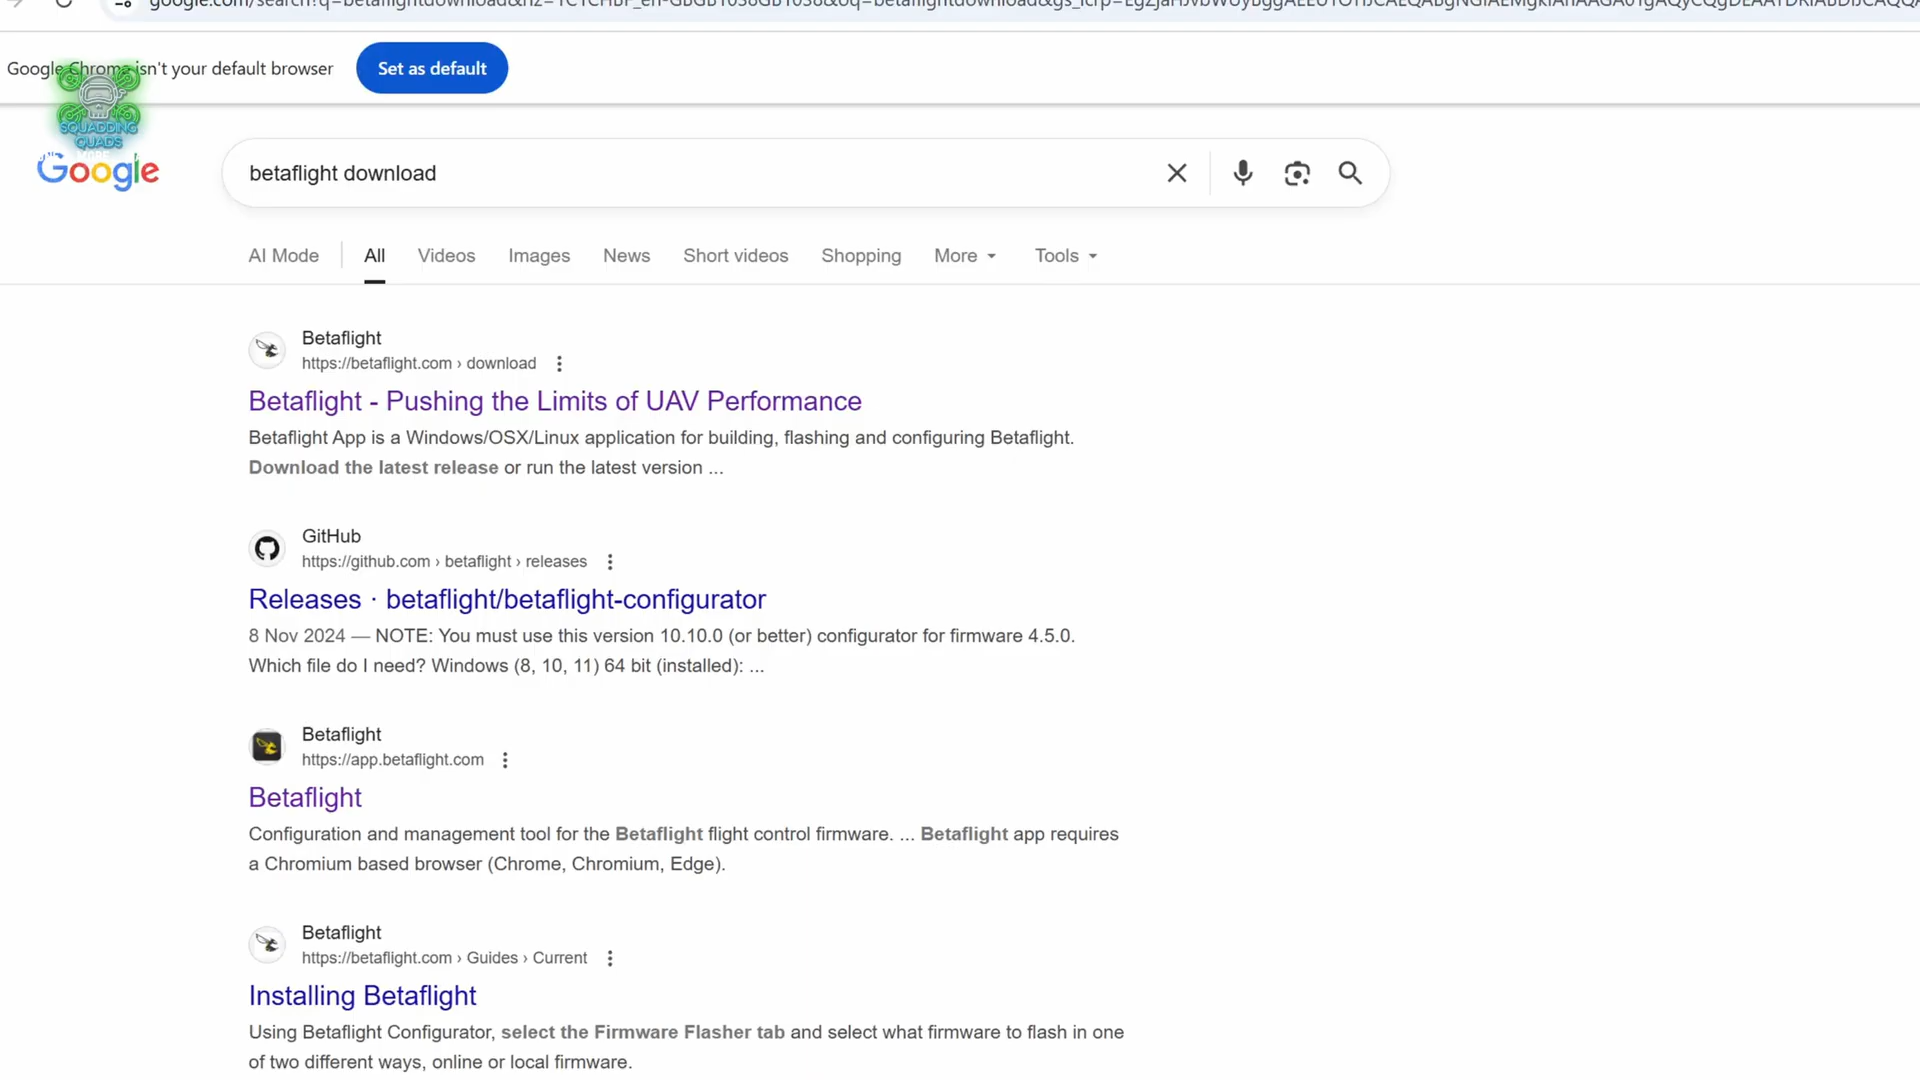 Google Chrome isn't your default browser
Set as default
SQUADDING
QUADS
Google
betaflight download
AI Mode
All
Videos
Images
News
Short videos
Shopping
More
Tools
Betaflight
https://betaflight.com › download
Betaflight - Pushing the Limits of UAV Performance
Betaflight App is a Windows/OSX/Linux application for building, flashing and configuring Betaflight.
Download the latest release or run the latest version ...
GitHub
https://github.com › betaflight › releases
Releases · betaflight/betaflight-configurator
8 Nov 2024 — NOTE: You must use this version 10.10.0 (or better) configurator for firmware 4.5.0.
Which file do I need? Windows (8, 10, 11) 64 bit (installed): ...
Betaflight
https://app.betaflight.com
Betaflight
Configuration and management tool for the Betaflight flight control firmware. ... Betaflight app requires
a Chromium based browser (Chrome, Chromium, Edge).
Betaflight
https://betaflight.com › Guides › Current
Installing Betaflight
Using Betaflight Configurator, select the Firmware Flasher tab and select what firmware to flash in one
of two different ways, online or local firmware.